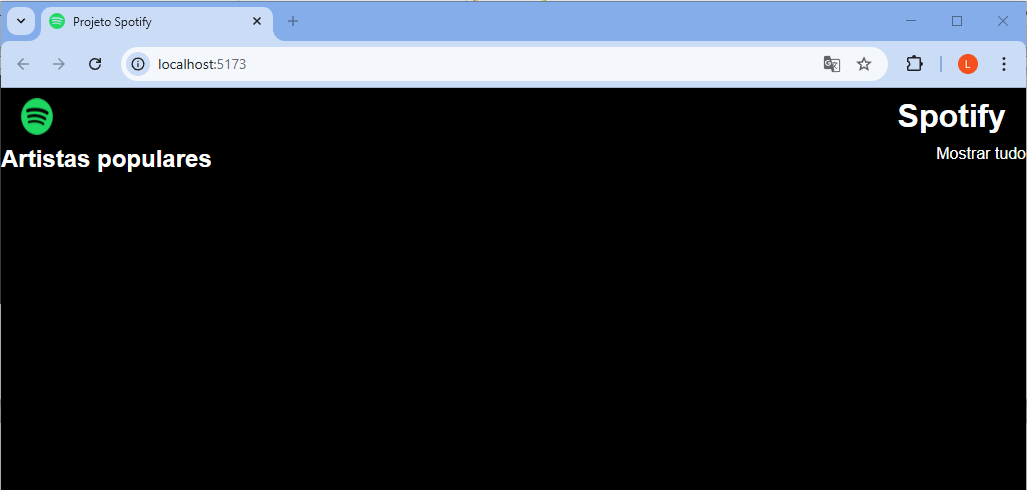 Projeto Spotify
localhost:5173
L
Spotify
Artistas populares
Mostrar tudo